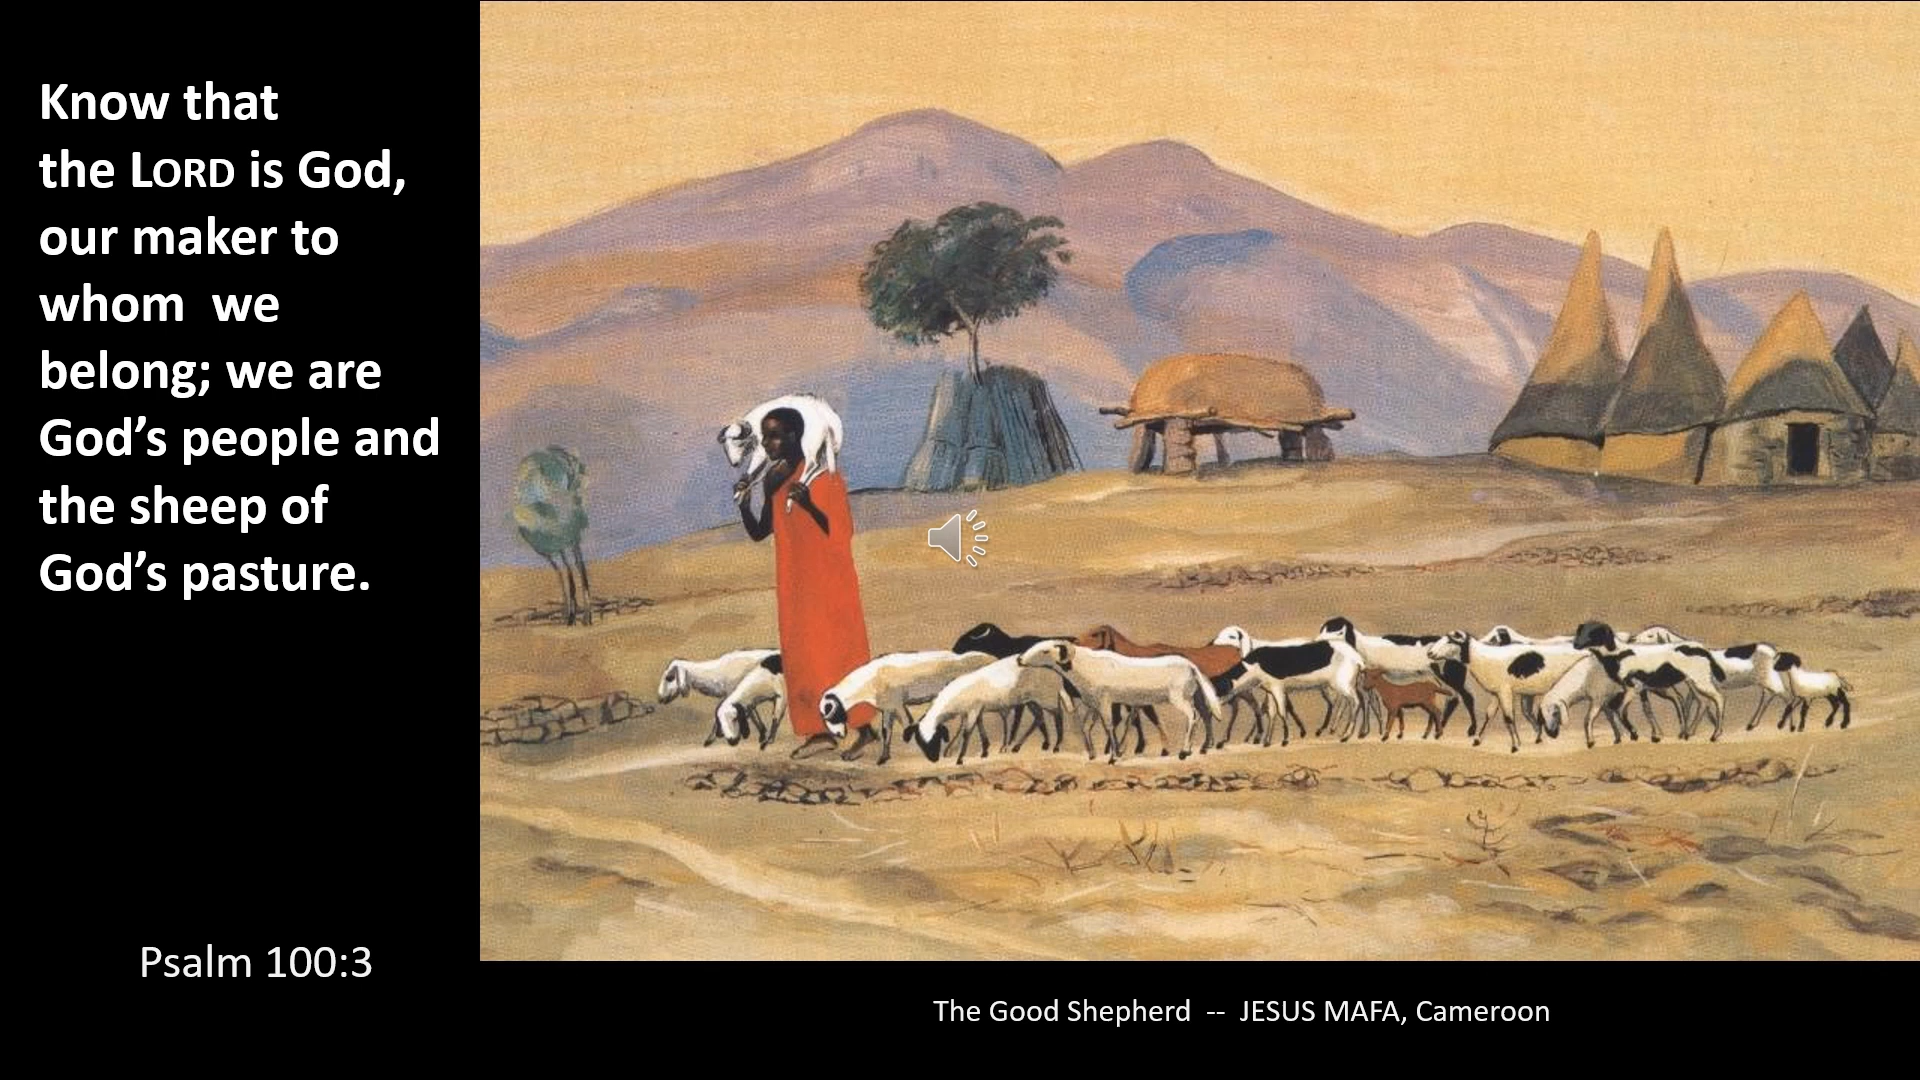 Know that
the LORD is God,
our maker to
whom  we
belong; we are
God’s people and
the sheep of
God’s pasture.
Psalm 100:3
The Good Shepherd  --  JESUS MAFA, Cameroon